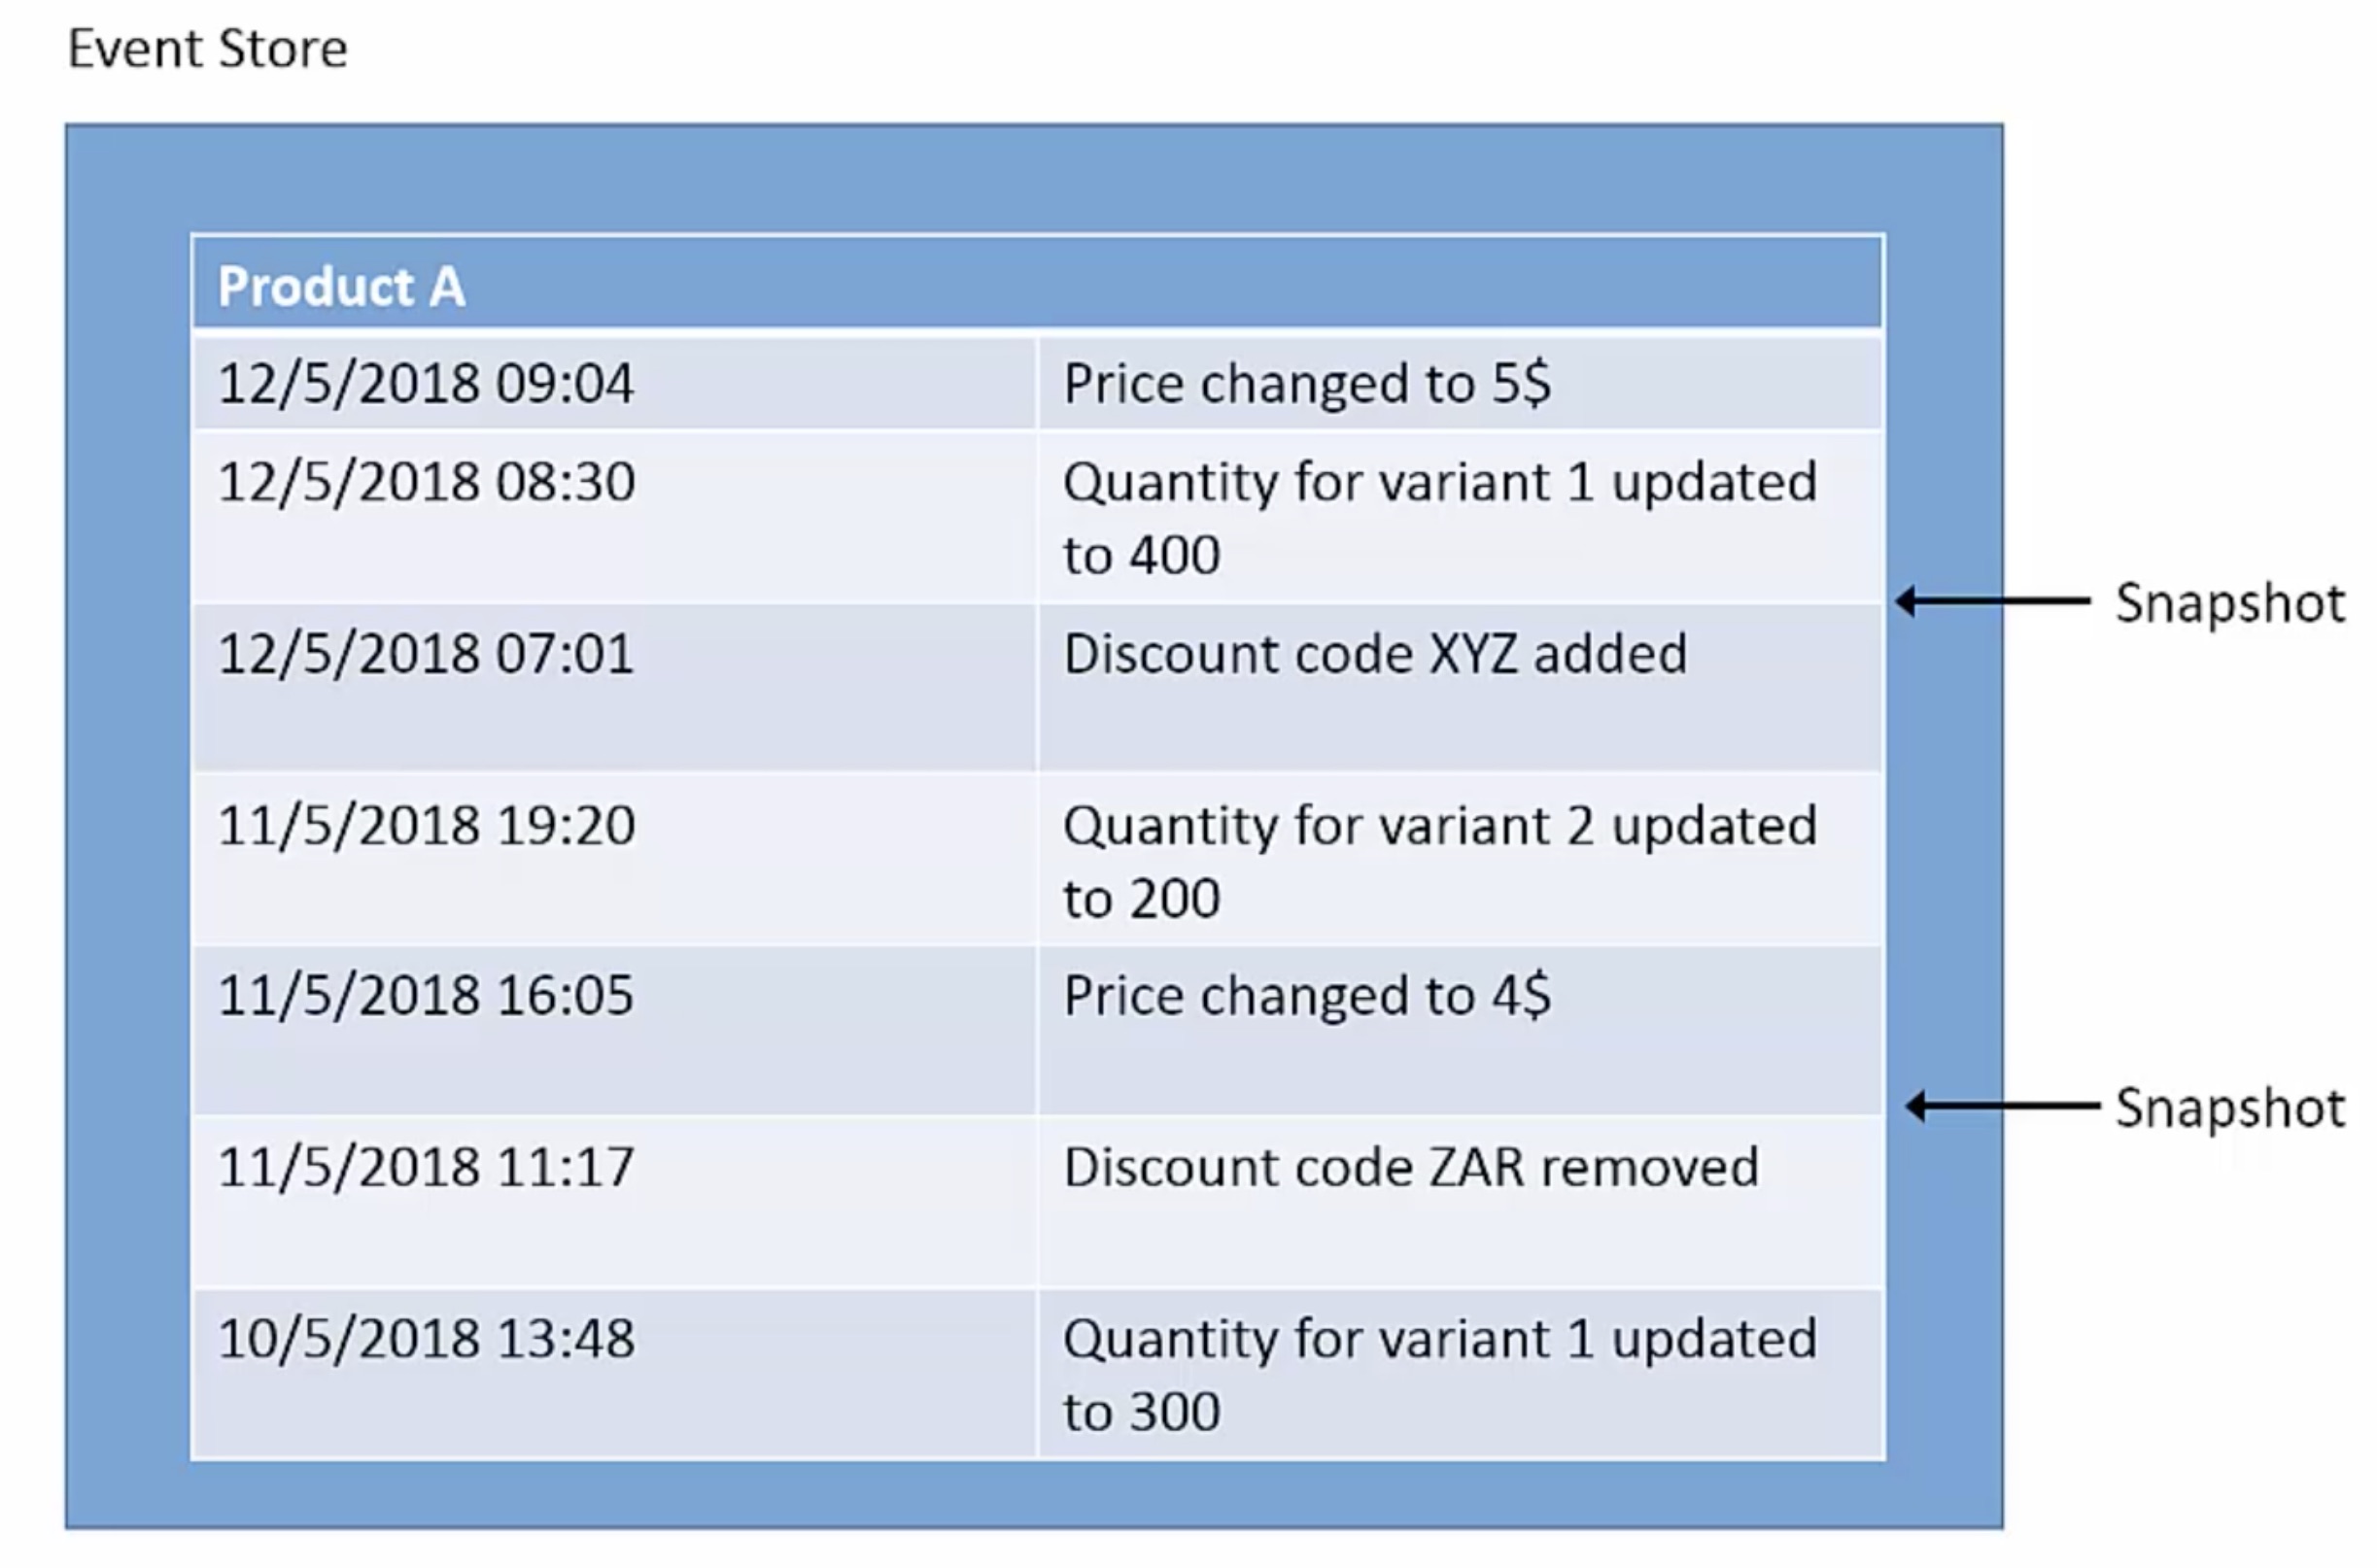 Event Store
Product A
12/5/2018 09:04 Price changed to 5$
12/5/2018 08:30 Quantity for variant 1 updated
to 400
Snapshot
12/5/2018 07:01 Discount code XYZ added
11/5/2018 19:20 Quantity for variant 2 updated
to 200
11/5/2018 16:05 Price changed to 4$
Snapshot
11/5/2018 11:17 Discount code ZAR removed
10/5/2018 13:48 Quantity for variant 1 updated
to 300